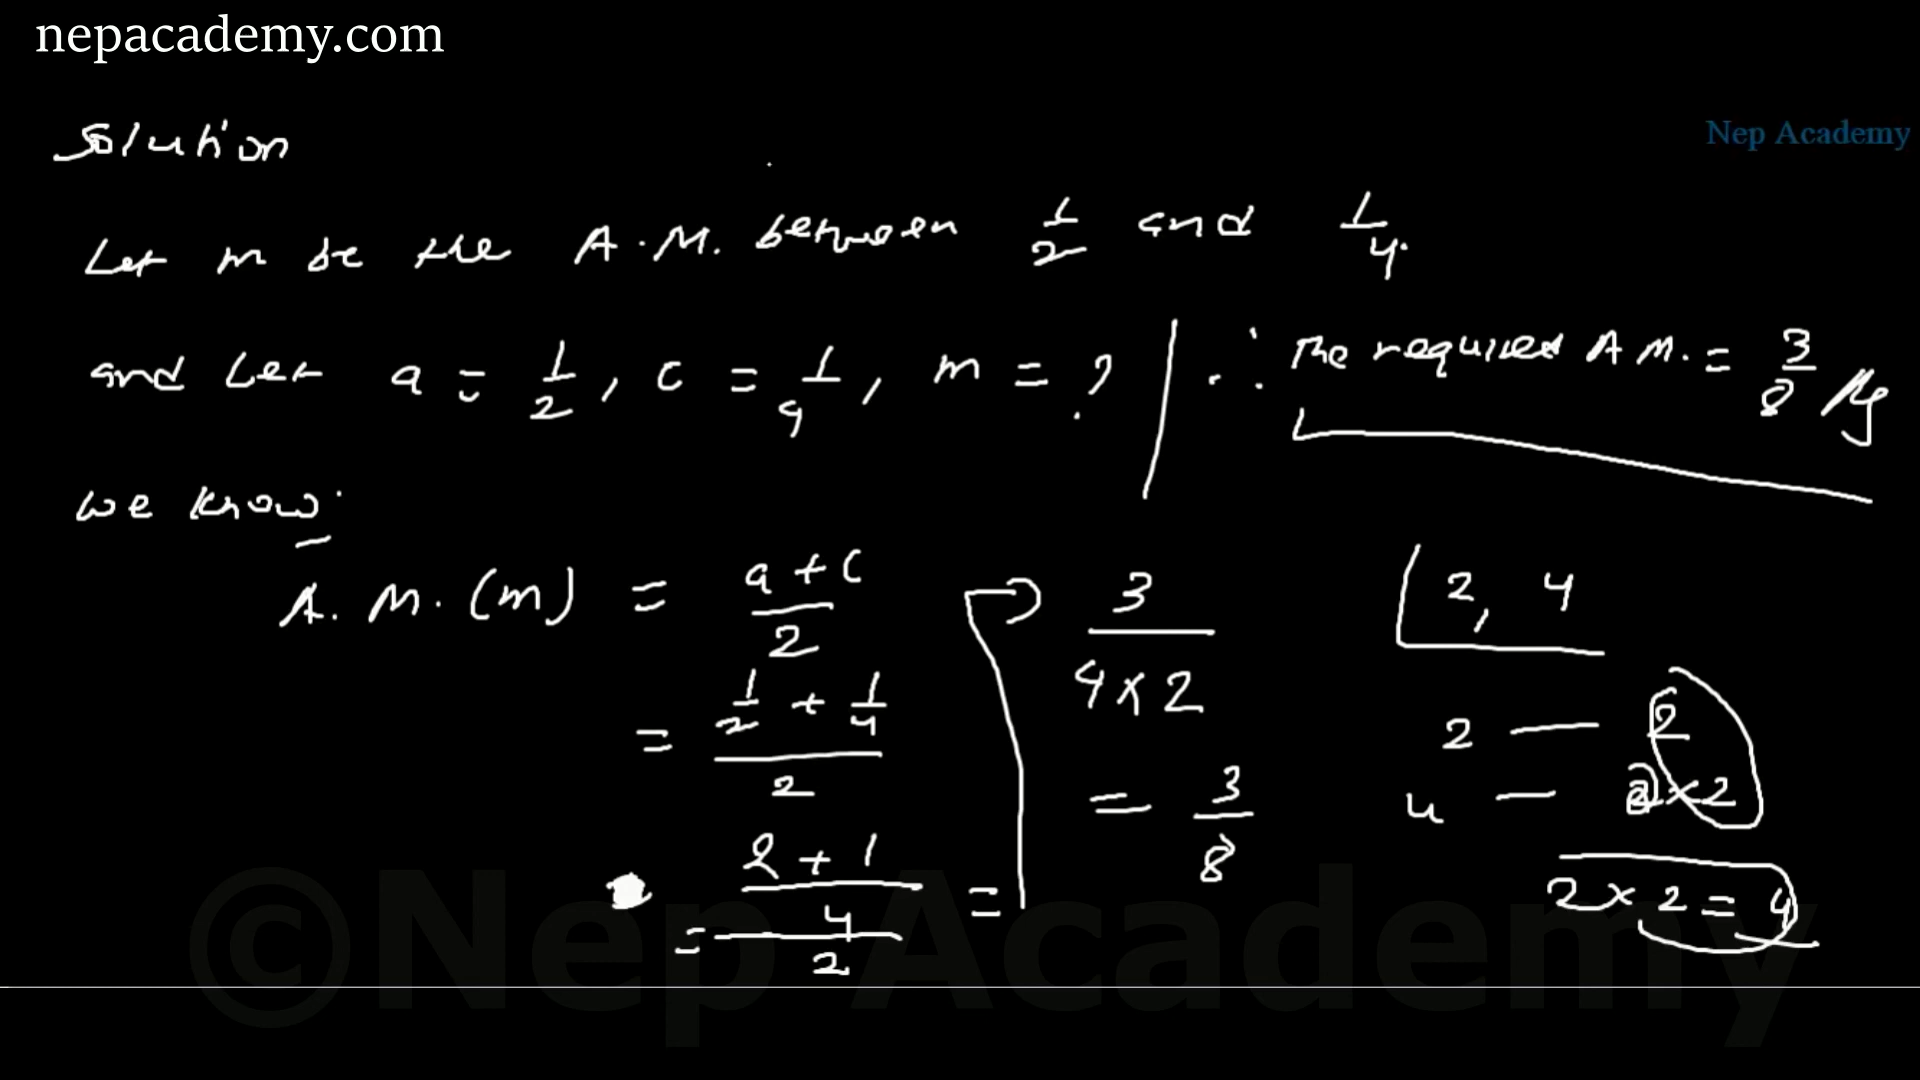 nepacademy.com
Nep Academy
Solution
Let m be the A.M. between 1/2 and 1/4.
and Let a = 1/2, c = 1/4, m = ?
∴ The required A.M. = 3/8
we know
A.M.(m) = a+c/2
= 1/2 + 1/4 / 2
= 2+1/4 / 2 =
3 / 4×2
= 3/8
2, 4
2 — 2
4 — 2×2
2×2 = 4
©Nep Academy